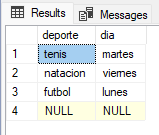 Results Messages
deporte dia
1 tenis martes
2 natacion viernes
3 futbol lunes
4 NULL NULL